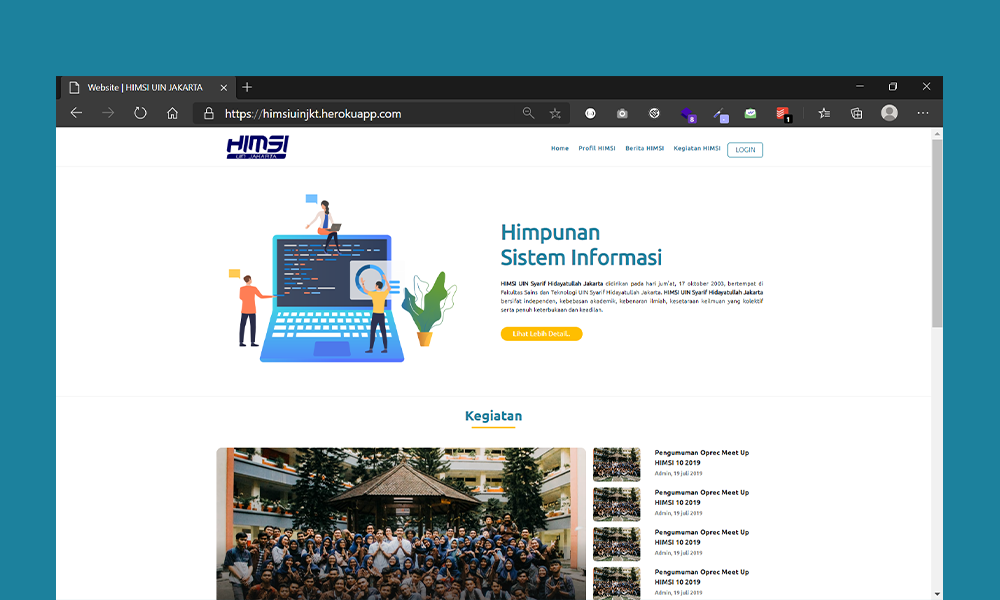 Website | HIMSI UIN JAKARTA
https://himsiuinjkt.herokuapp.com
8
1
HIMSI
UIN JAKARTA
Home Profil HIMSI Berita HIMSI Kegiatan HIMSI LOGIN
Himpunan
Sistem Informasi
HIMSI UIN Syarif Hidayatullah Jakarta didirikan pada hari jum'at, 17 oktober 2003, bertempat di
Fakultas Sains dan Teknologi UIN Syarif Hidayatullah Jakarta. HIMSI UIN Syarif Hidayatullah Jakarta
bersifat independen, kebebasan akademik, kebenaran ilmiah, kesetaraan keilmuan yang kolektif
serta penuh keterbukaan dan keadilan.
Lihat Lebih Detail..
Kegiatan
Pengumuman Oprec Meet Up
HIMSI 10 2019
Admin, 19 juli 2019
Pengumuman Oprec Meet Up
HIMSI 10 2019
Admin, 19 juli 2019
Pengumuman Oprec Meet Up
HIMSI 10 2019
Admin, 19 juli 2019
Pengumuman Oprec Meet Up
HIMSI 10 2019
Admin, 19 juli 2019